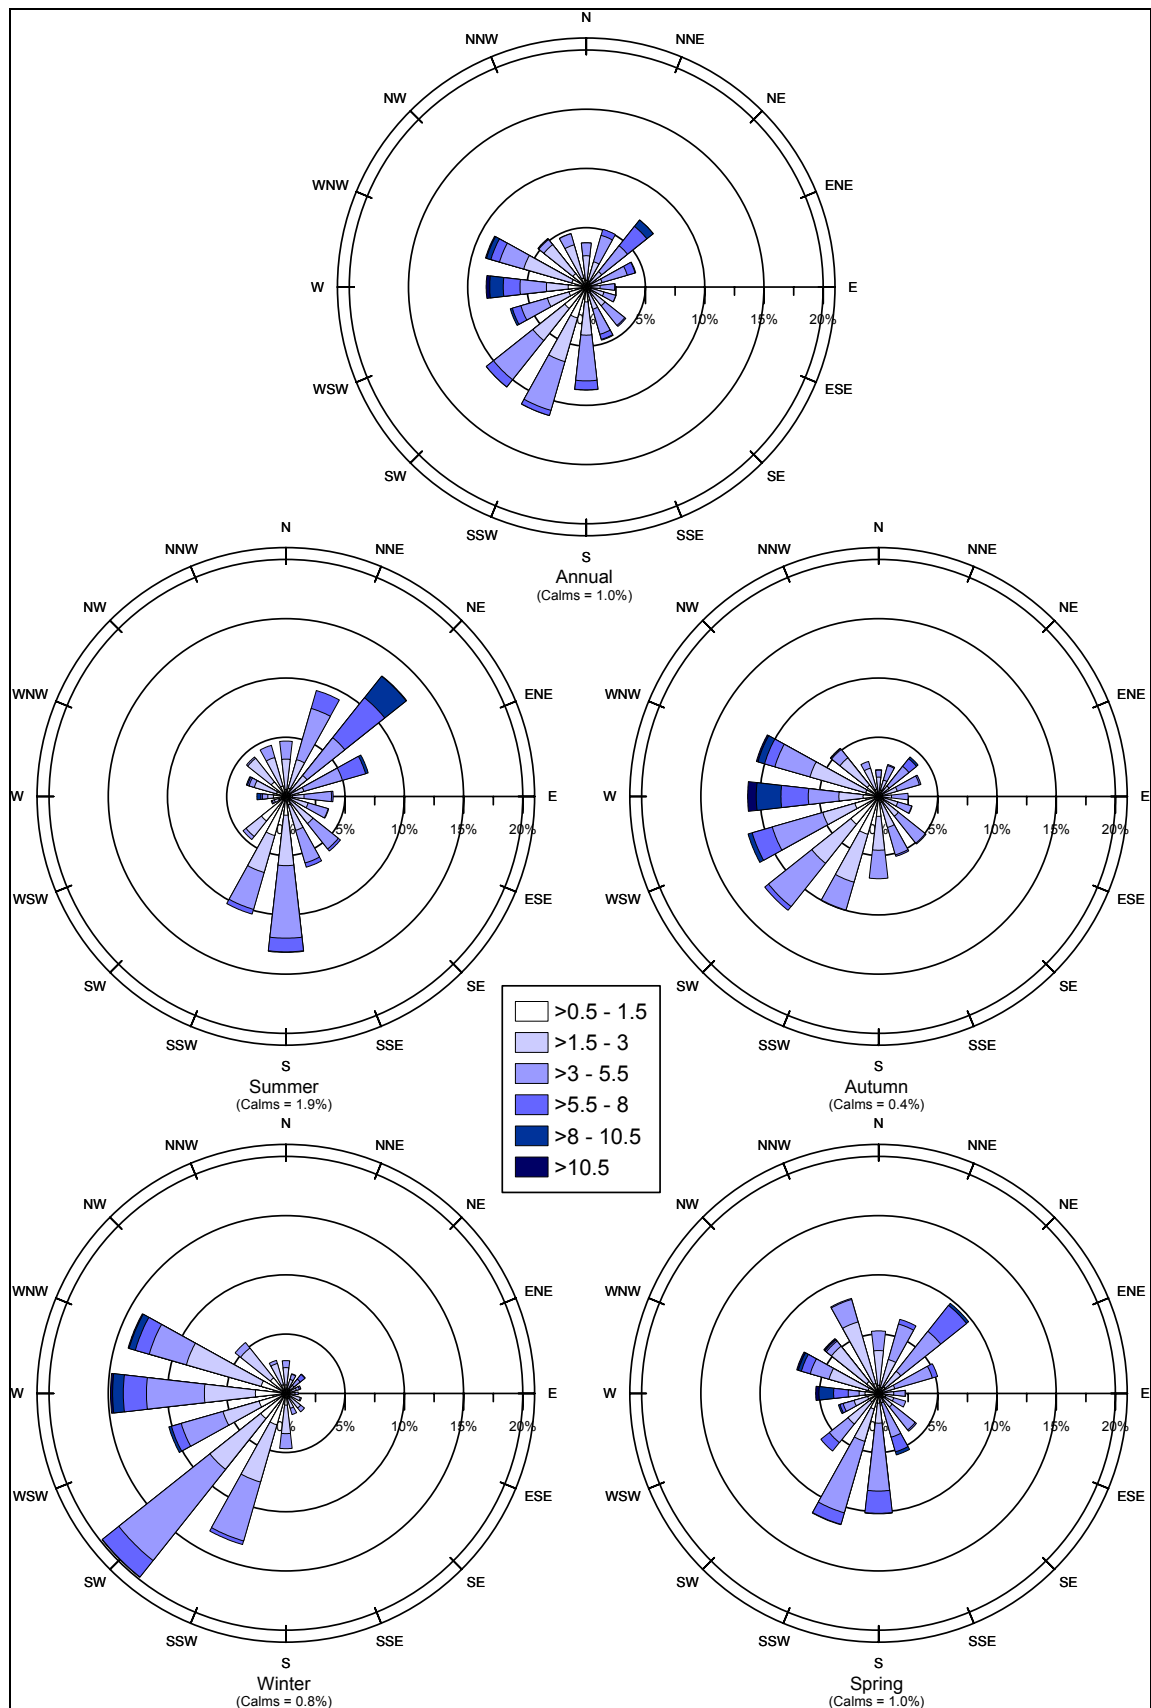 N
NNW NNE
NW NE
WNW ENE
W E
0% 5% 10% 15% 20%
WSW ESE
SW SE
SSW SSE
S
Annual
(Calms = 1.0%)
N
NNW NNE
NW NE
WNW ENE
W E
0% 5% 10% 15% 20%
WSW ESE
SW SE
SSW SSE
S
Summer
(Calms = 1.9%)
N
NNW NNE
NW NE
WNW ENE
W E
0% 5% 10% 15% 20%
WSW ESE
SW SE
SSW SSE
S
Autumn
(Calms = 0.4%)
>0.5 - 1.5
>1.5 - 3
>3 - 5.5
>5.5 - 8
>8 - 10.5
>10.5
N
NNW NNE
NW NE
WNW ENE
W E
0% 5% 10% 15% 20%
WSW ESE
SW SE
SSW SSE
S
Winter
(Calms = 0.8%)
N
NNW NNE
NW NE
WNW ENE
W E
0% 5% 10% 15% 20%
WSW ESE
SW SE
SSW SSE
S
Spring
(Calms = 1.0%)